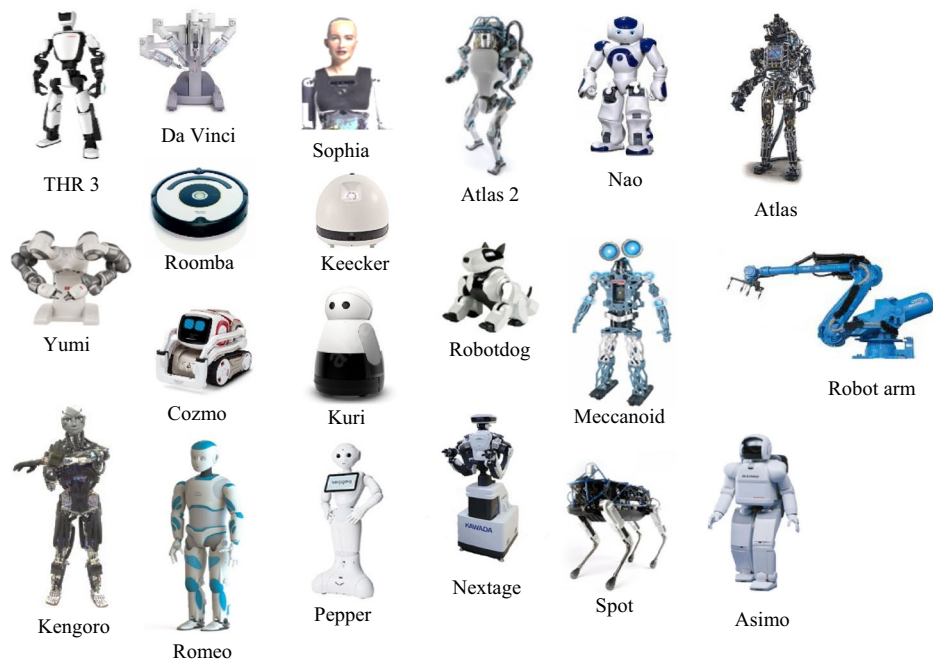 THR 3
Da Vinci
Sophia
Atlas 2
Nao
Atlas
Roomba
Keecker
Yumi
Cozmo
Kuri
Robotdog
Meccanoid
Robot arm
KAWADA
Kengoro
Romeo
Pepper
Nextage
Spot
Asimo